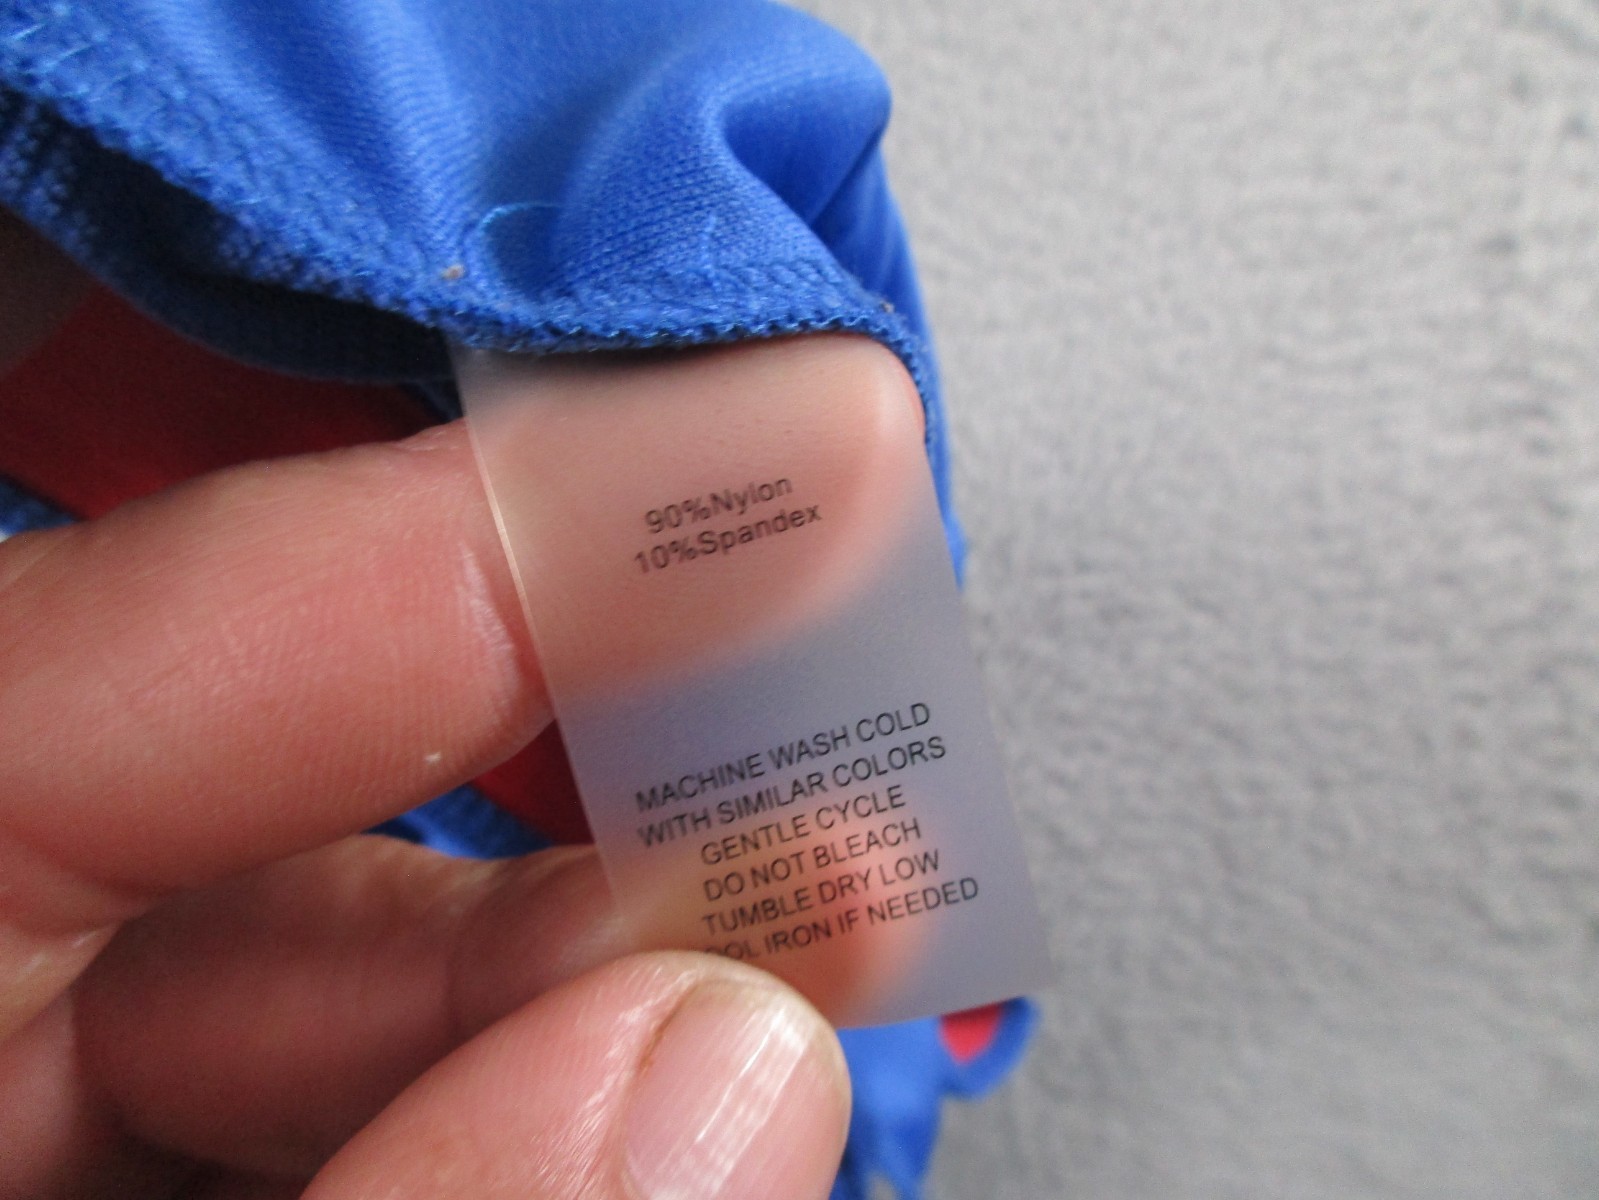 90%Nylon
10%Spandex
MACHINE WASH COLD
WITH SIMILAR COLORS
GENTLE CYCLE
DO NOT BLEACH
TUMBLE DRY LOW
IRON IF NEEDED